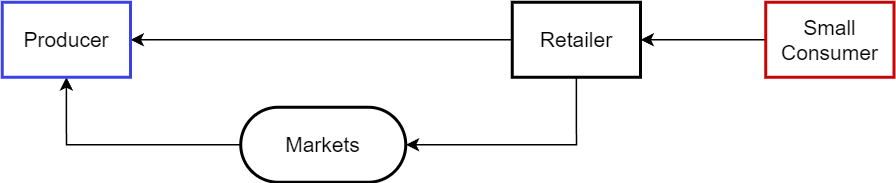 Producer
Retailer
Small
Consumer
Markets